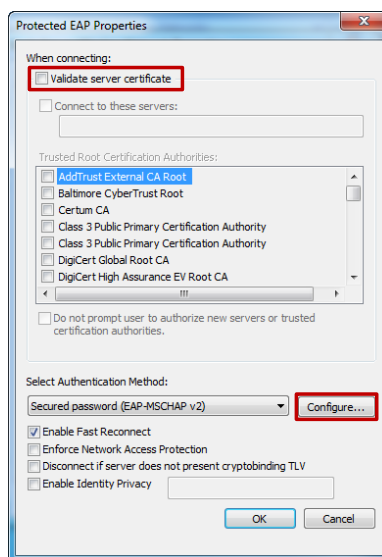 Protected EAP Properties
When connecting:
Validate server certificate
Connect to these servers:
Trusted Root Certification Authorities:
AddTrust External CA Root
Baltimore CyberTrust Root
Certum CA
Class 3 Public Primary Certification Authority
Class 3 Public Primary Certification Authority
DigiCert Global Root CA
DigiCert High Assurance EV Root CA
Do not prompt user to authorize new servers or trusted
certification authorities.
Select Authentication Method:
Secured password (EAP-MSCHAP v2)
Configure...
Enable Fast Reconnect
Enforce Network Access Protection
Disconnect if server does not present cryptobinding TLV
Enable Identity Privacy
OK Cancel